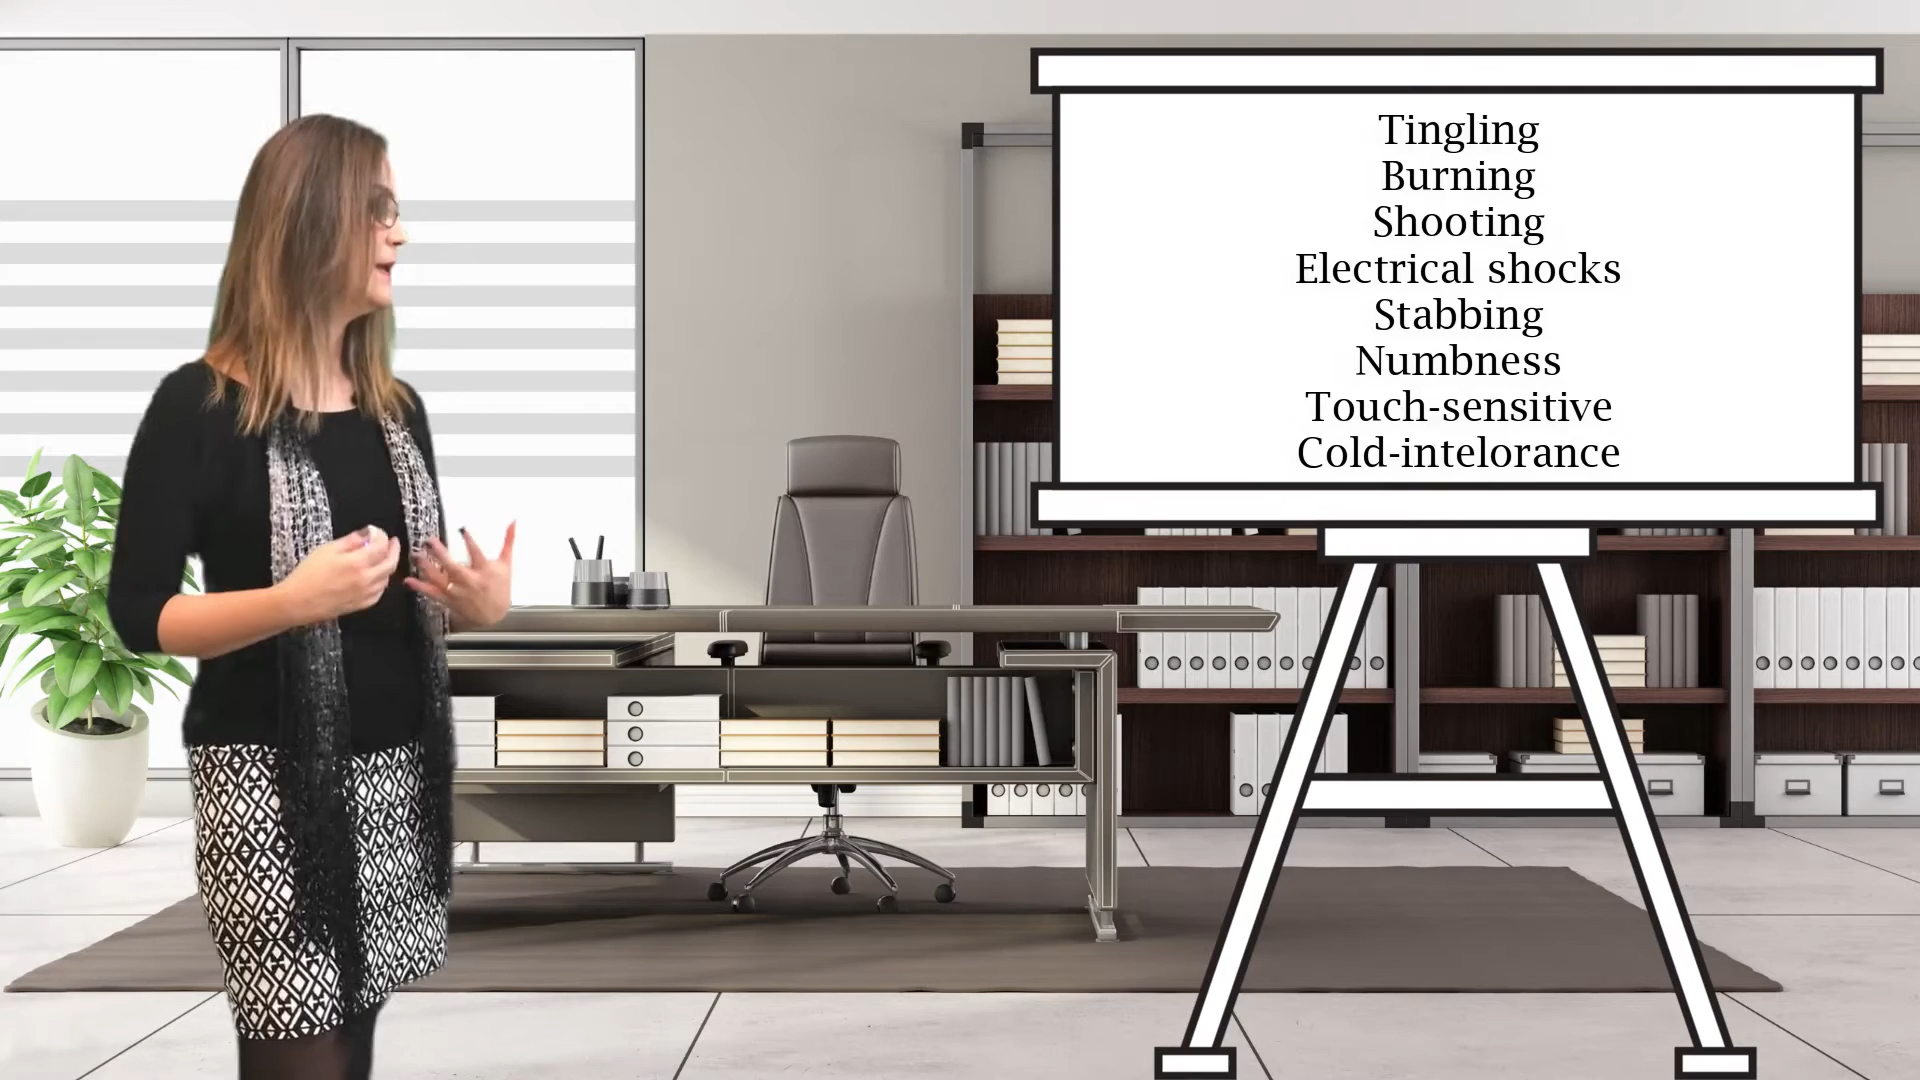 Tingling
Burning
Shooting
Electrical shocks
Stabbing
Numbness
Touch-sensitive
Cold-intelorance